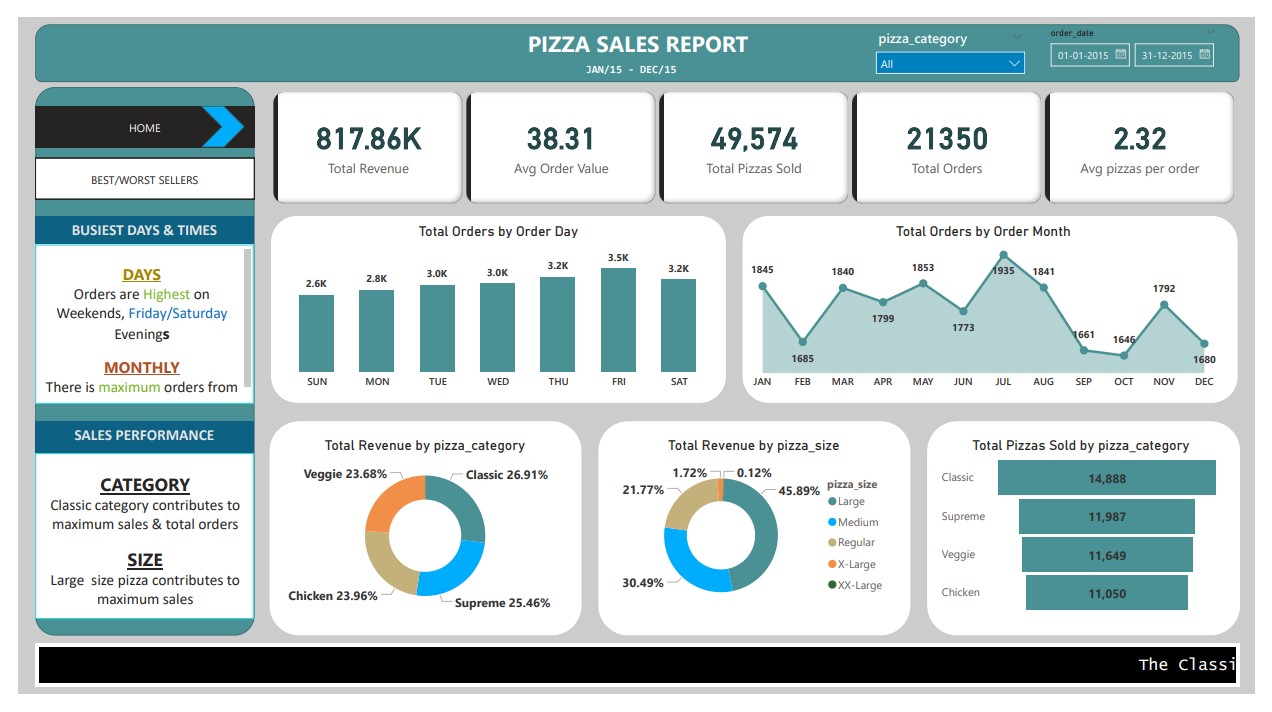 PIZZA SALES REPORT
JAN/15 - DEC/15
pizza_category
All
order_date
01-01-2015
31-12-2015
HOME
BEST/WORST SELLERS
BUSIEST DAYS & TIMES
DAYS
Orders are Highest on
Weekends, Friday/Saturday
Evenings
MONTHLY
There is maximum orders from
SALES PERFORMANCE
CATEGORY
Classic category contributes to
maximum sales & total orders
SIZE
Large size pizza contributes to
maximum sales
817.86K
Total Revenue
38.31
Avg Order Value
49,574
Total Pizzas Sold
21350
Total Orders
2.32
Avg pizzas per order
Total Orders by Order Day
2.6K
2.8K
3.0K
3.0K
3.2K
3.5K
3.2K
SUN
MON
TUE
WED
THU
FRI
SAT
Total Orders by Order Month
1845
1685
1840
1799
1853
1773
1935
1841
1661
1646
1792
1680
JAN
FEB
MAR
APR
MAY
JUN
JUL
AUG
SEP
OCT
NOV
DEC
Total Revenue by pizza_category
Veggie 23.68%
Classic 26.91%
Chicken 23.96%
Supreme 25.46%
Total Revenue by pizza_size
1.72%
0.12%
21.77%
45.89%
30.49%
pizza_size
Large
Medium
Regular
X-Large
XX-Large
Total Pizzas Sold by pizza_category
Classic
14,888
Supreme
11,987
Veggie
11,649
Chicken
11,050
The Classi